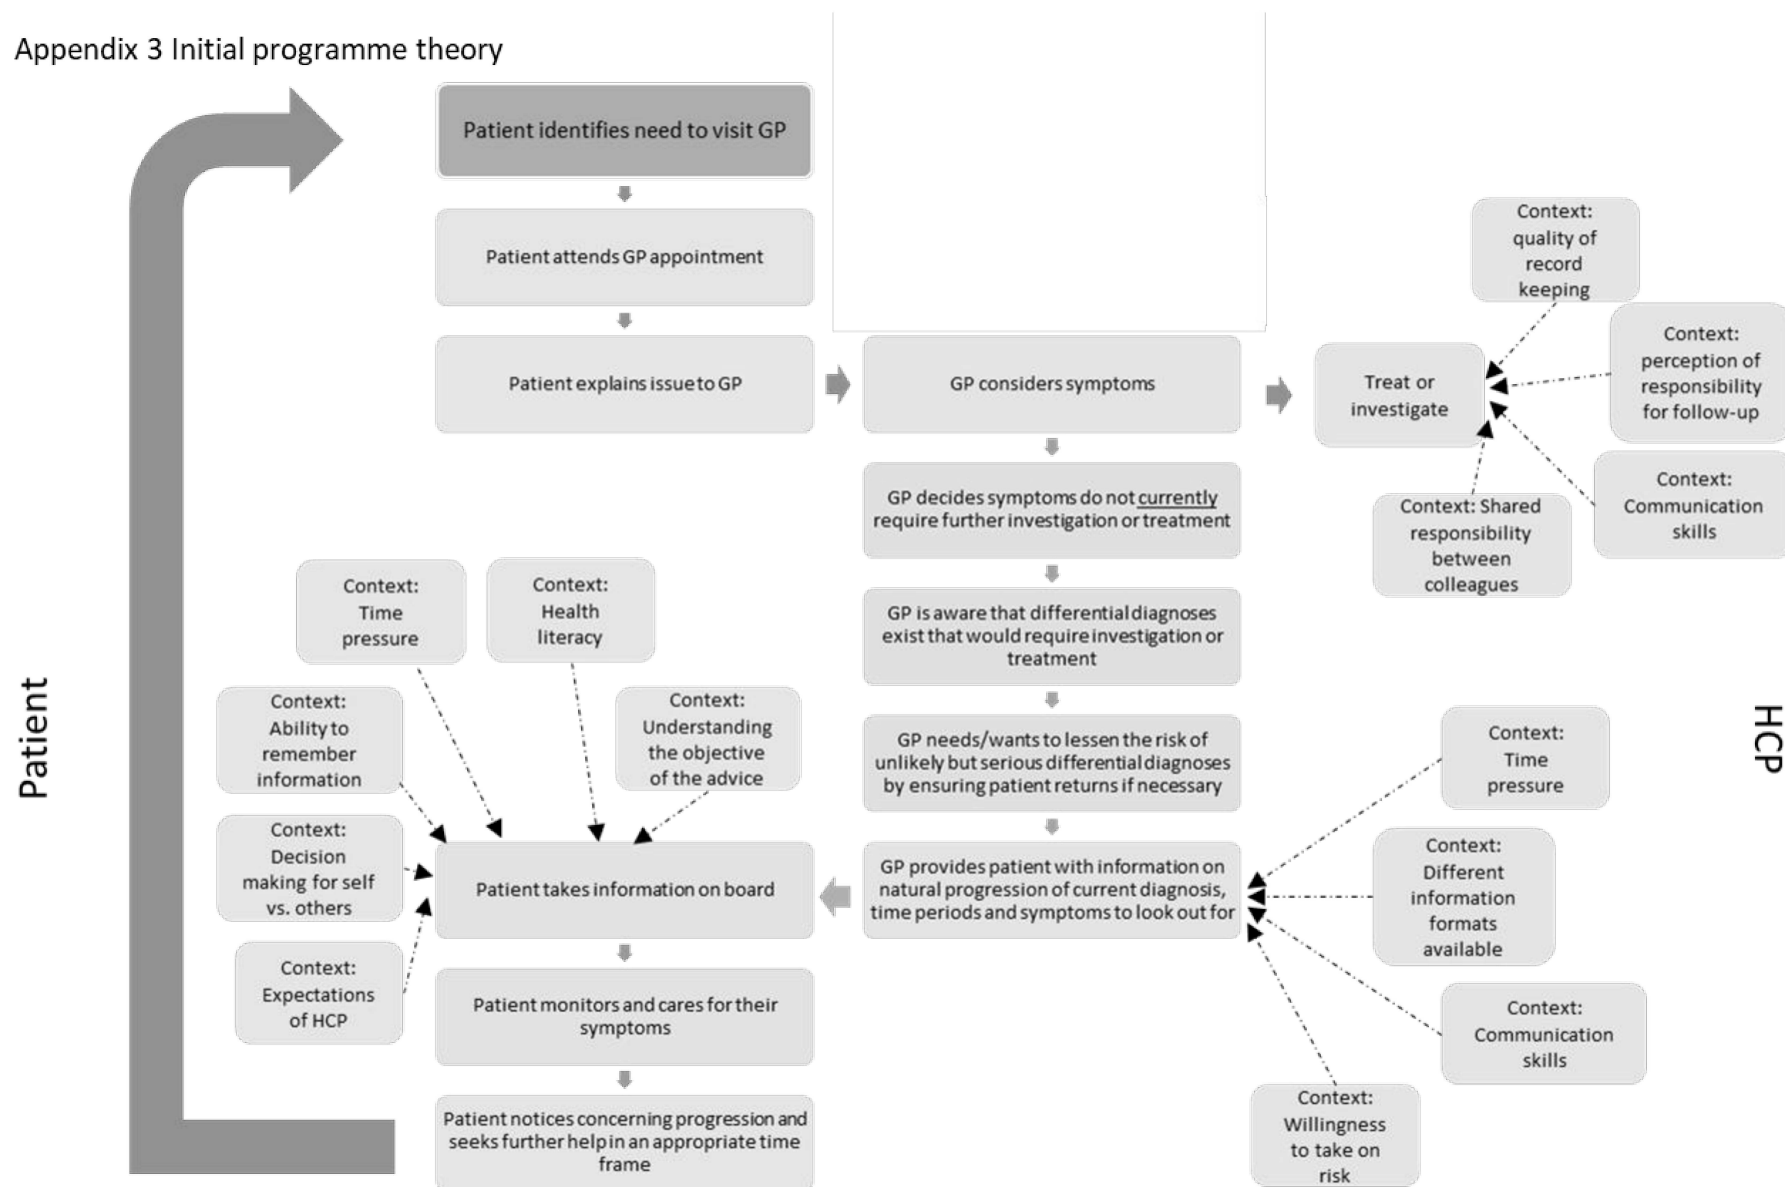 Appendix 3 Initial programme theory
Patient identifies need to visit GP
Patient attends GP appointment
Patient explains issue to GP
GP considers symptoms
Treat or
investigate
Context:
quality of
record
keeping
Context:
perception of
responsibility
for follow-up
Context:
Communication
skills
Context: Shared
responsibility
between
colleagues
GP decides symptoms do not currently
require further investigation or treatment
GP is aware that differential diagnoses
exist that would require investigation or
treatment
GP needs/wants to lessen the risk of
unlikely but serious differential diagnoses
by ensuring patient returns if necessary
GP provides patient with information on
natural progression of current diagnosis,
time periods and symptoms to look out for
Context:
Time
pressure
Context:
Different
information
formats
available
Context:
Communication
skills
Context:
Willingness
to take on
risk
HCP
Context:
Time
pressure
Context:
Health
literacy
Context:
Understanding
the objective
of the advice
Context:
Ability to
remember
information
Context:
Decision
making for self
vs. others
Context:
Expectations
of HCP
Patient
Patient takes information on board
Patient monitors and cares for their
symptoms
Patient notices concerning progression and
seeks further help in an appropriate time
frame